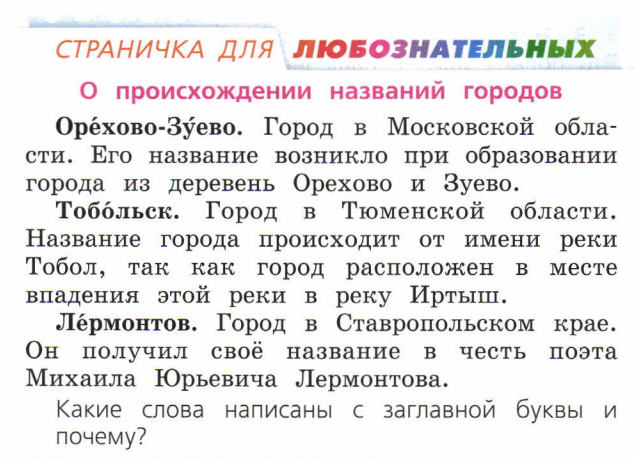 СТРАНИЧКА ДЛЯ ЛЮБОЗНАТЕЛЬНЫХ
О происхождении названий городов
Оре́хово-Зу́ево. Город в Московской обла-
сти. Его название возникло при образовании
города из деревень Орехово и Зуево.
Тобо́льск. Город в Тюменской области.
Название города происходит от имени реки
Тобол, так как город расположен в месте
впадения этой реки в реку Иртыш.
Ле́рмонтов. Город в Ставропольском крае.
Он получил своё название в честь поэта
Михаила Юрьевича Лермонтова.
Какие слова написаны с заглавной буквы и
почему?